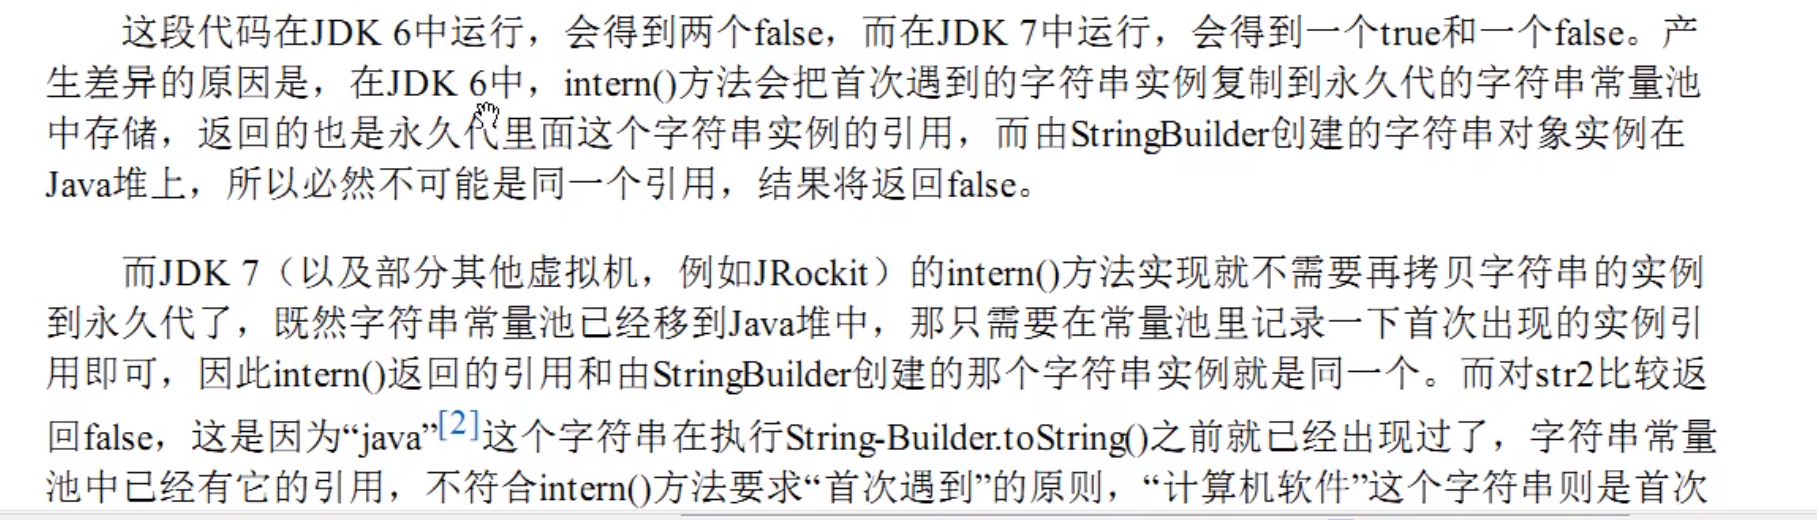 这段代码在JDK 6中运行，会得到两个false，而在JDK 7中运行，会得到一个true和一个false。产
生差异的原因是，在JDK 6中，intern()方法会把首次遇到的字符串实例复制到永久代的字符串常量池
中存储，返回的也是永久代里面这个字符串实例的引用，而由StringBuilder创建的字符串对象实例在
Java堆上，所以必然不可能是同一个引用，结果将返回false。
而JDK 7（以及部分其他虚拟机，例如JRockit）的intern()方法实现就不需要再拷贝字符串的实例
到永久代了，既然字符串常量池已经移到Java堆中，那只需要在常量池里记录一下首次出现的实例引
用即可，因此intern()返回的引用和由StringBuilder创建的那个字符串实例就是同一个。而对str2比较返
回false，这是因为“java”[2]这个字符串在执行String-Builder.toString()之前就已经出现过了，字符串常量
池中已经有它的引用，不符合intern()方法要求“首次遇到”的原则，“计算机软件”这个字符串则是首次